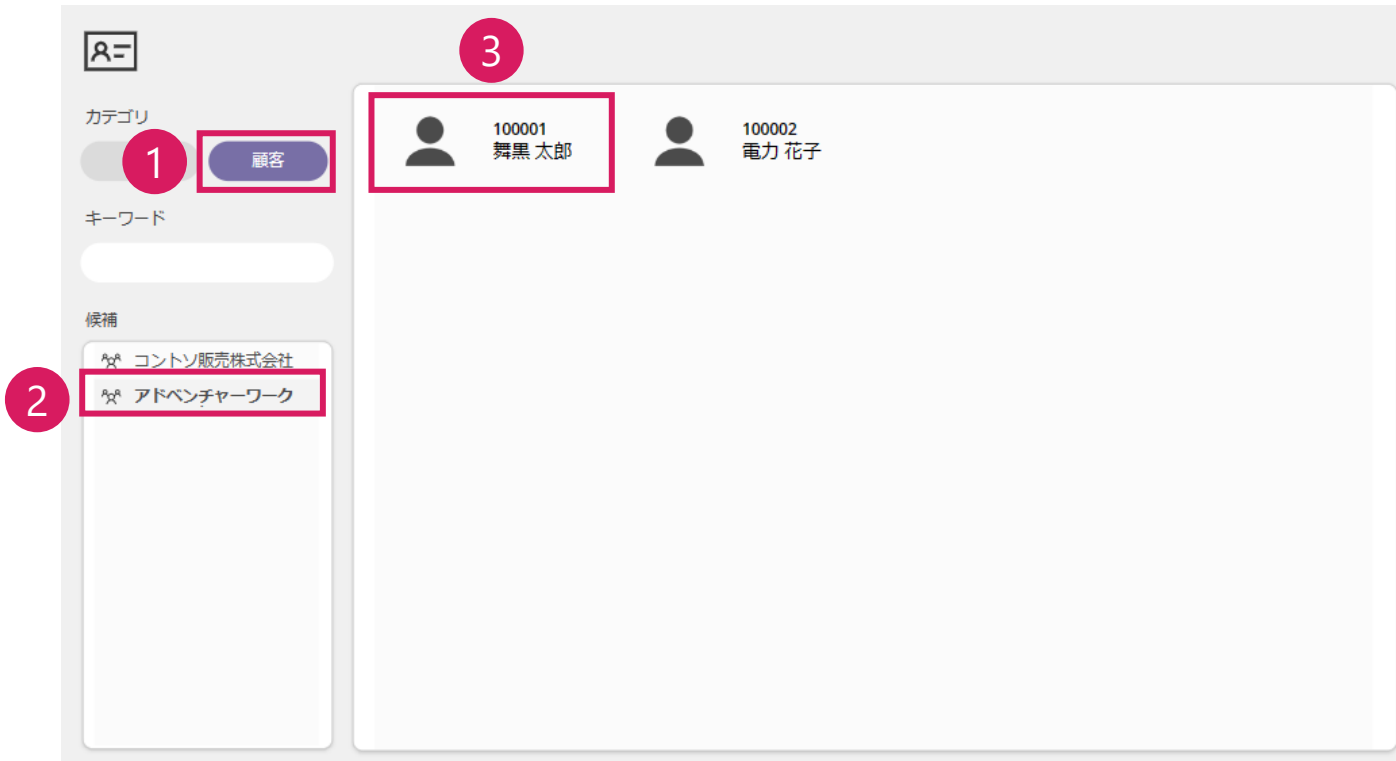 3
カテゴリ
1
顧客
100001
舞黒 太郎
100002
電力 花子
キーワード
候補
コントソ販売株式会社
2
アドベンチャーワーク